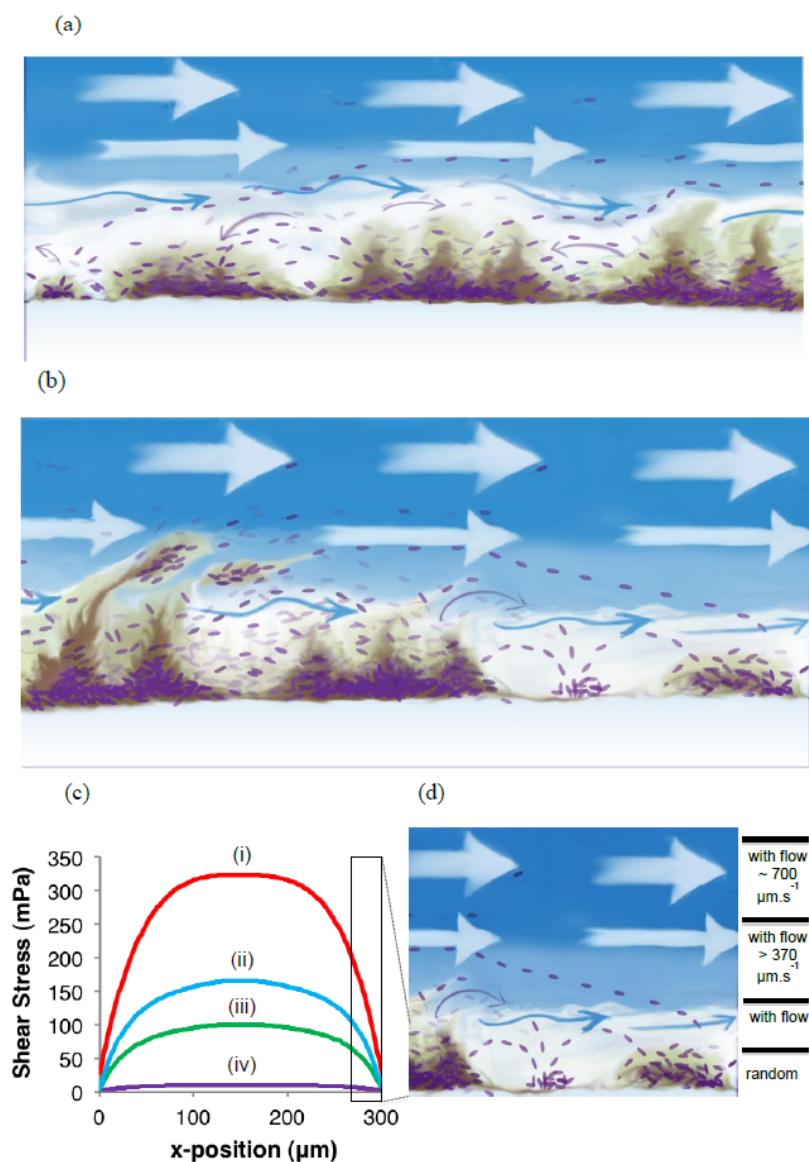 (a)
(b)
(c)
(d)
Shear Stress (mPa)
350
300
250
200
150
100
50
0
(i)
(ii)
(iii)
(iv)
0
100
200
300
x-position (μm)
with flow
~ 700
μm.s⁻¹
with flow
> 370
μm.s⁻¹
with flow
random